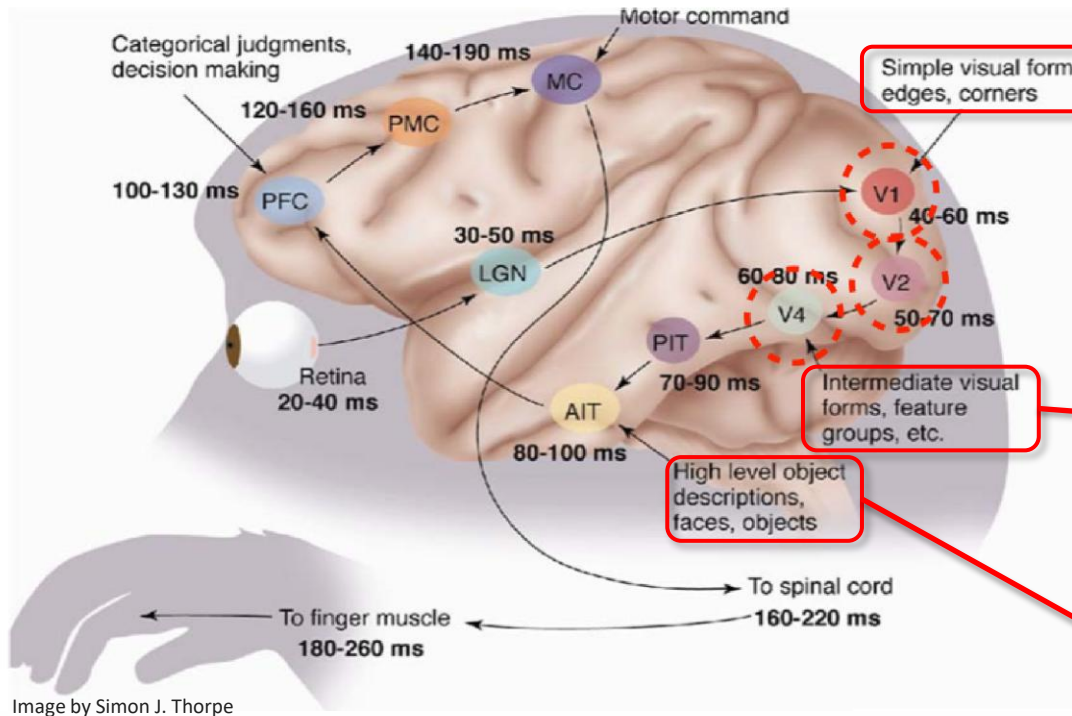 Motor command
Categorical judgments,
decision making
140-190 ms
MC
Simple visual form
edges, corners
120-160 ms
PMC
V1
100-130 ms
PFC
40-60 ms
30-50 ms
LGN
60-80 ms
V2
V4
50-70 ms
PIT
Retina
20-40 ms
70-90 ms
Intermediate visual
forms, feature
groups, etc.
AIT
80-100 ms
High level object
descriptions,
faces, objects
To spinal cord
160-220 ms
To finger muscle
180-260 ms
Image by Simon J. Thorpe